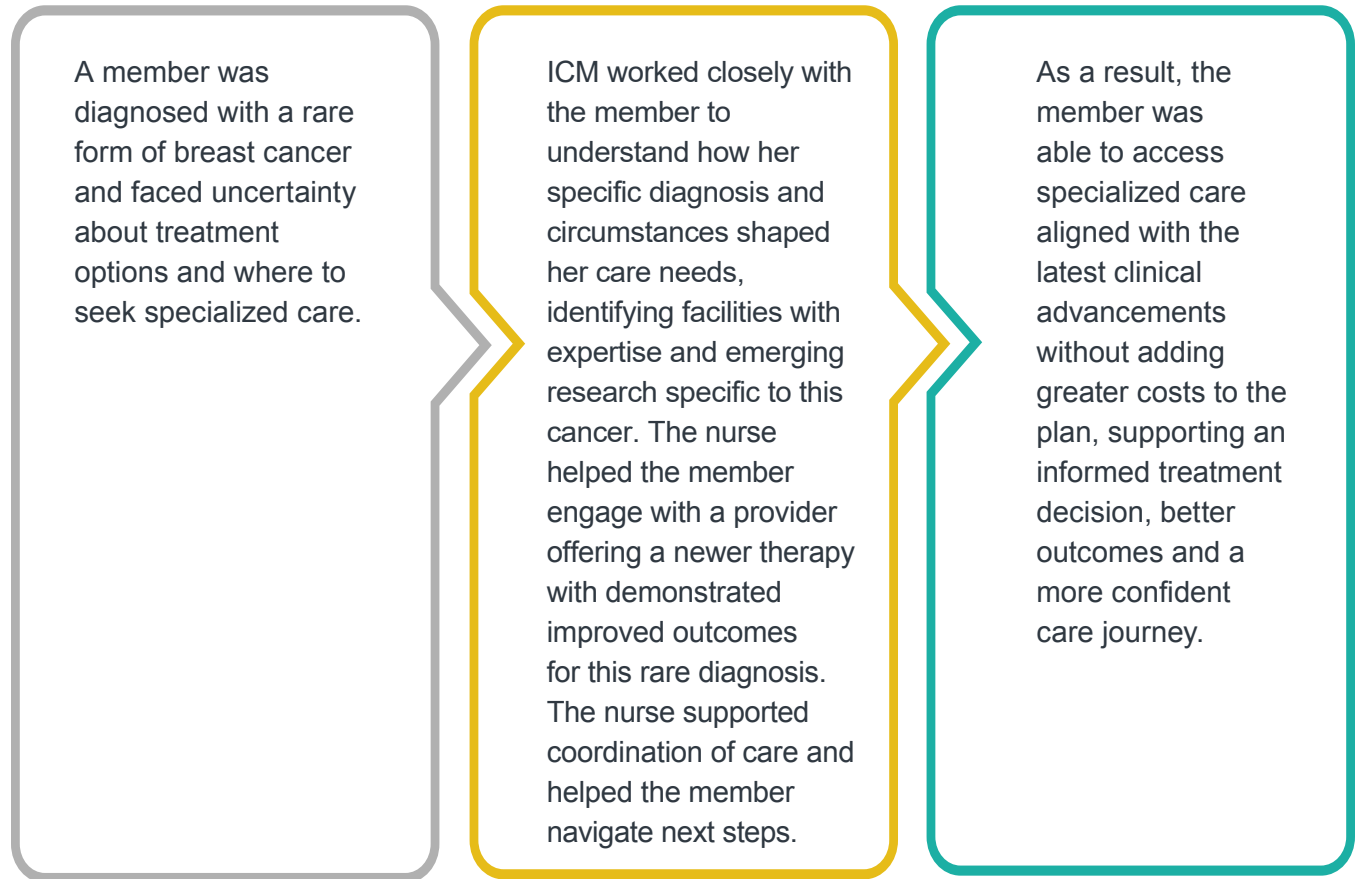 A member was
diagnosed with a rare
form of breast cancer
and faced uncertainty
about treatment
options and where to
seek specialized care.
ICM worked closely with
the member to
understand how her
specific diagnosis and
circumstances shaped
her care needs,
identifying facilities with
expertise and emerging
research specific to this
cancer. The nurse
helped the member
engage with a provider
offering a newer therapy
with demonstrated
improved outcomes
for this rare diagnosis.
The nurse supported
coordination of care and
helped the member
navigate next steps.
As a result, the
member was
able to access
specialized care
aligned with the
latest clinical
advancements
without adding
greater costs to the
plan, supporting an
informed treatment
decision, better
outcomes and a
more confident
care journey.